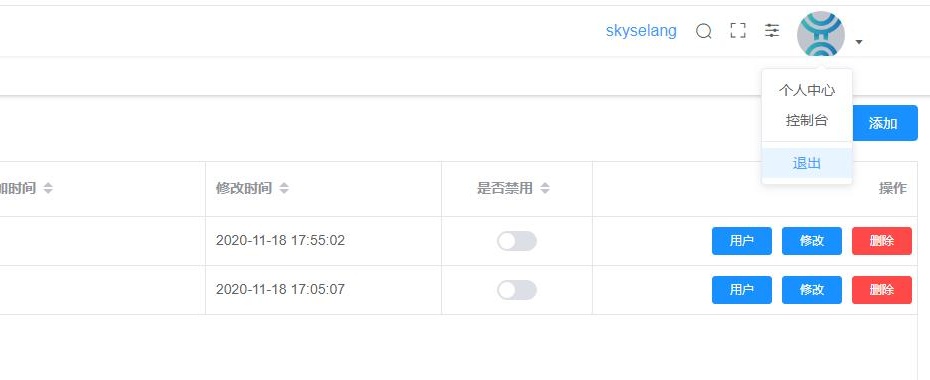 skyselang
个人中心
控制台
退出
添加
加时间 修改时间 是否禁用 操作
2020-11-18 17:55:02 用户 修改 删除
2020-11-18 17:05:07 用户 修改 删除